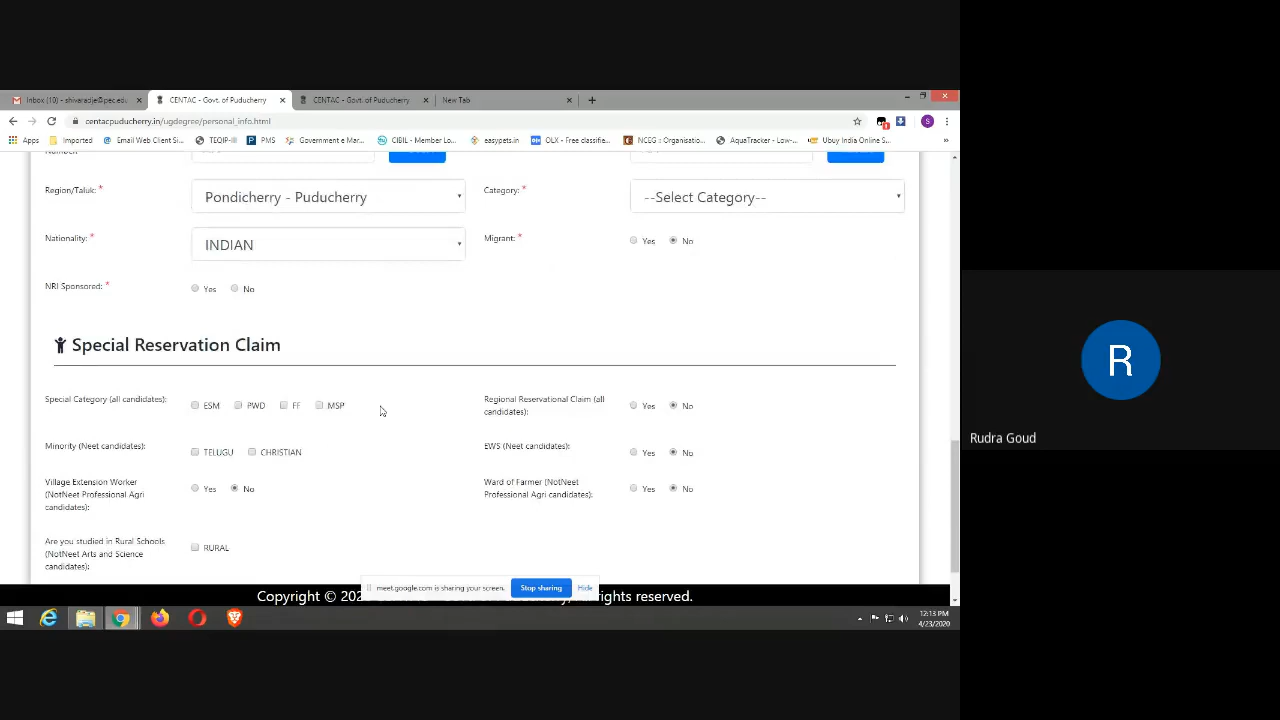 Inbox (10) - shivaradje@pec.edu
CENTAC - Govt. of Puducherry
CENTAC - Govt. of Puducherry
New Tab
centacpuducherry.in/ugdegree/personal_info.html
S
Apps
Imported
Email Web Client Si...
TEQIP-III
PMS
Government e Mar...
CIBIL - Member Lo...
easypets.in
OLX - Free classifie...
NCEG ::Organisatio...
AquaTracker - Low-...
Ubuy India Online S...
»
Number
Region/Taluk: *
Pondicherry - Puducherry
Category: *
--Select Category--
Nationality: *
INDIAN
Migrant: *
Yes
No
NRI Sponsored: *
Yes
No
Special Reservation Claim
Special Category (all candidates):
ESM
PWD
FF
MSP
Regional Reservational Claim (all
candidates):
Yes
No
Minority (Neet candidates):
TELUGU
CHRISTIAN
EWS (Neet candidates):
Yes
No
Village Extension Worker
(NotNeet Professional Agri
candidates):
Yes
No
Ward of Farmer (NotNeet
Professional Agri candidates):
Yes
No
Are you studied in Rural Schools
(NotNeet Arts and Science
candidates):
RURAL
meet.google.com is sharing your screen.
Stop sharing
Hide
Copyright © 202
rights reserved.
12:13 PM
4/23/2020
R
Rudra Goud